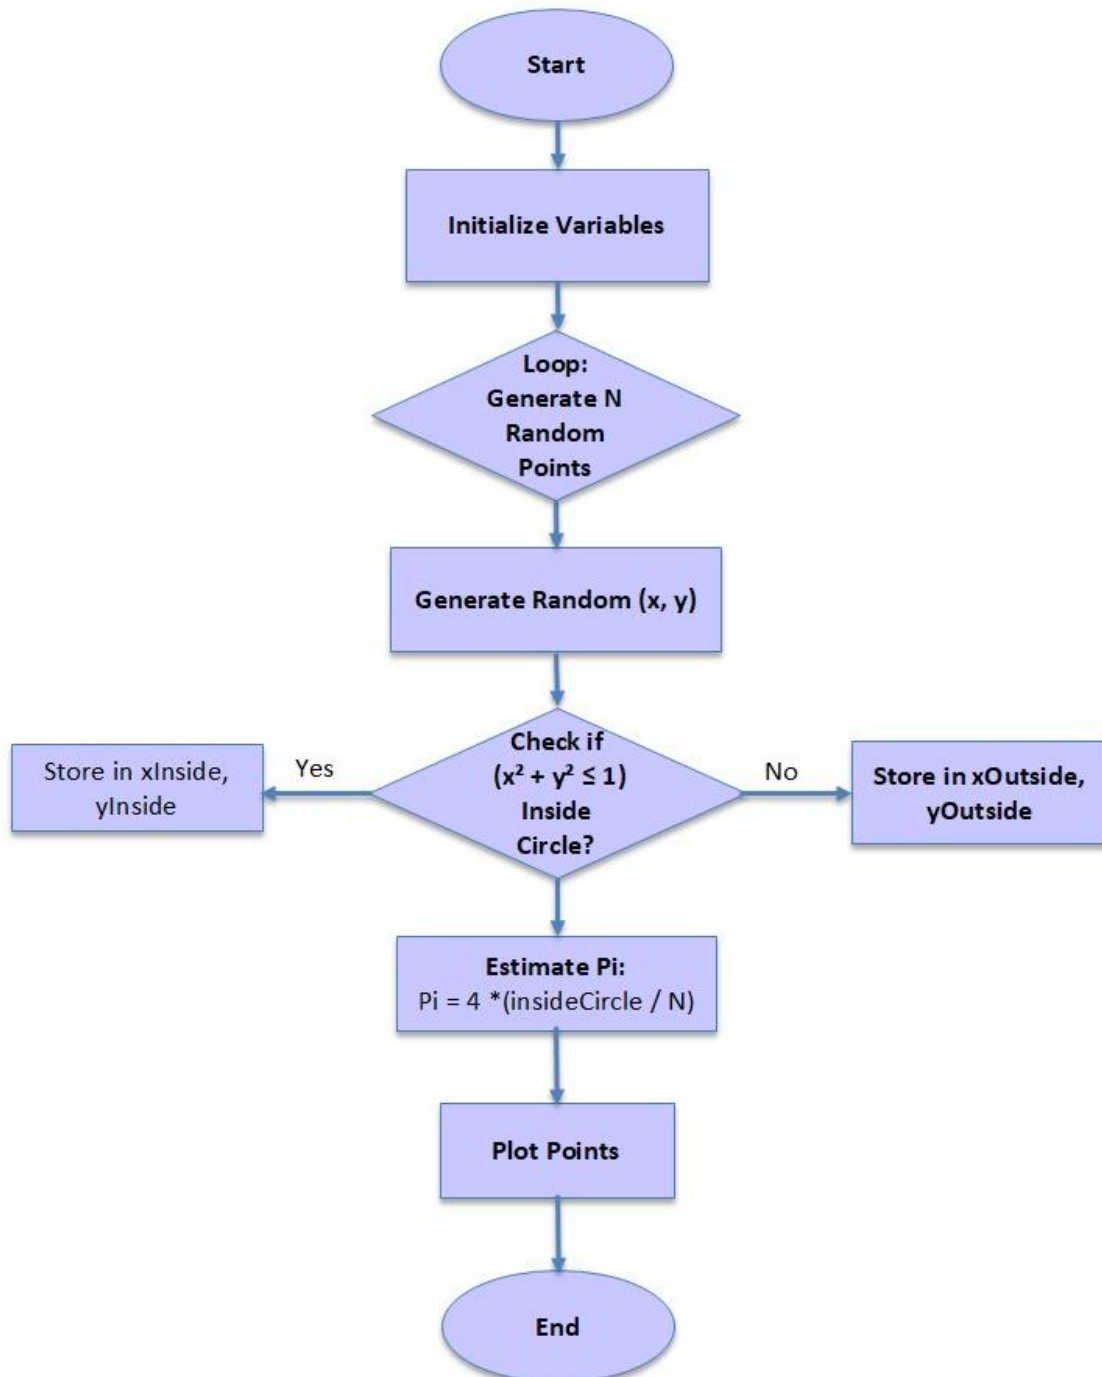 Start
Initialize Variables
Loop:
Generate N
Random
Points
Generate Random (x, y)
Check if
(x² + y² ≤ 1)
Inside
Circle?
Yes
Store in xInside,
yInside
No
Store in xOutside,
yOutside
Estimate Pi:
Pi = 4 *(insideCircle / N)
Plot Points
End